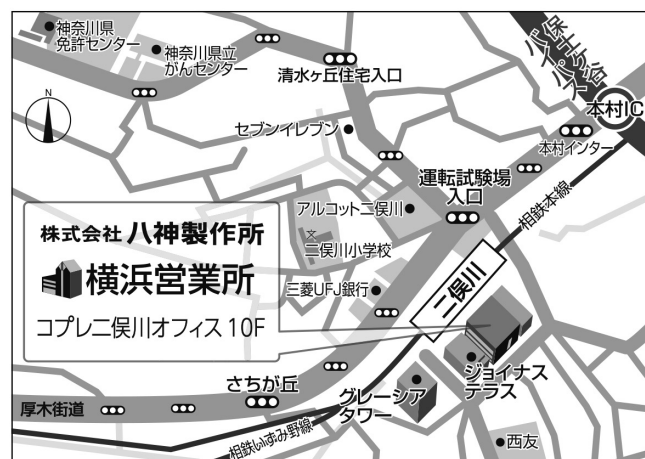 神奈川県
免許センター
神奈川県立
がんセンター
清水ヶ丘住宅入口
保土ヶ谷
バイパス
本村IC
本村インター
N
セブンイレブン
運転試験場
入口
相鉄本線
アルコット二俣川
文
二俣川小学校
株式会社 八神製作所
横浜営業所
コプレ二俣川オフィス 10F
三菱UFJ銀行
二俣川
ジョイナス
テラス
さちが丘
グレーシア
タワー
厚木街道
相鉄いずみ野線
西友